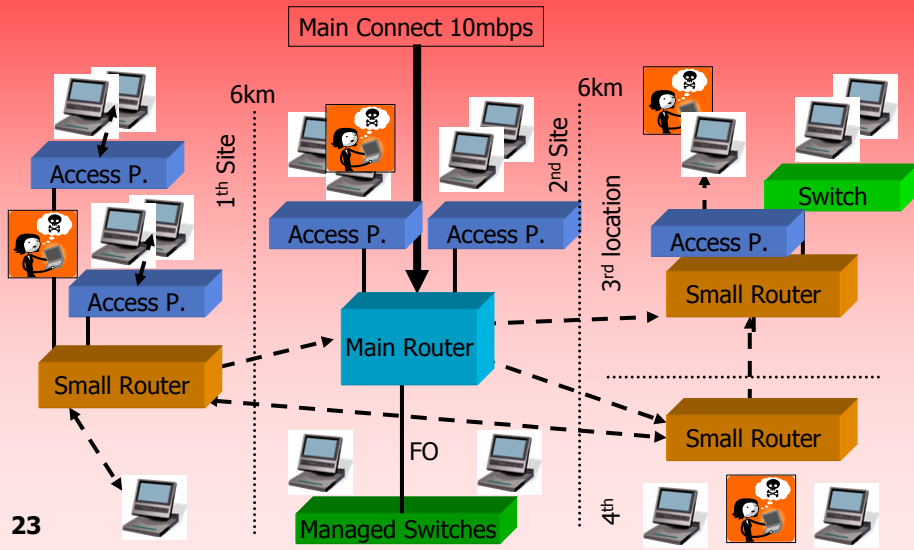 Main Connect 10mbps
6km
6km
1th Site
2nd Site
3rd location
Access P.
Access P.
Access P.
Access P.
Switch
Access P.
Small Router
Main Router
Small Router
Small Router
FO
Managed Switches
4th
23